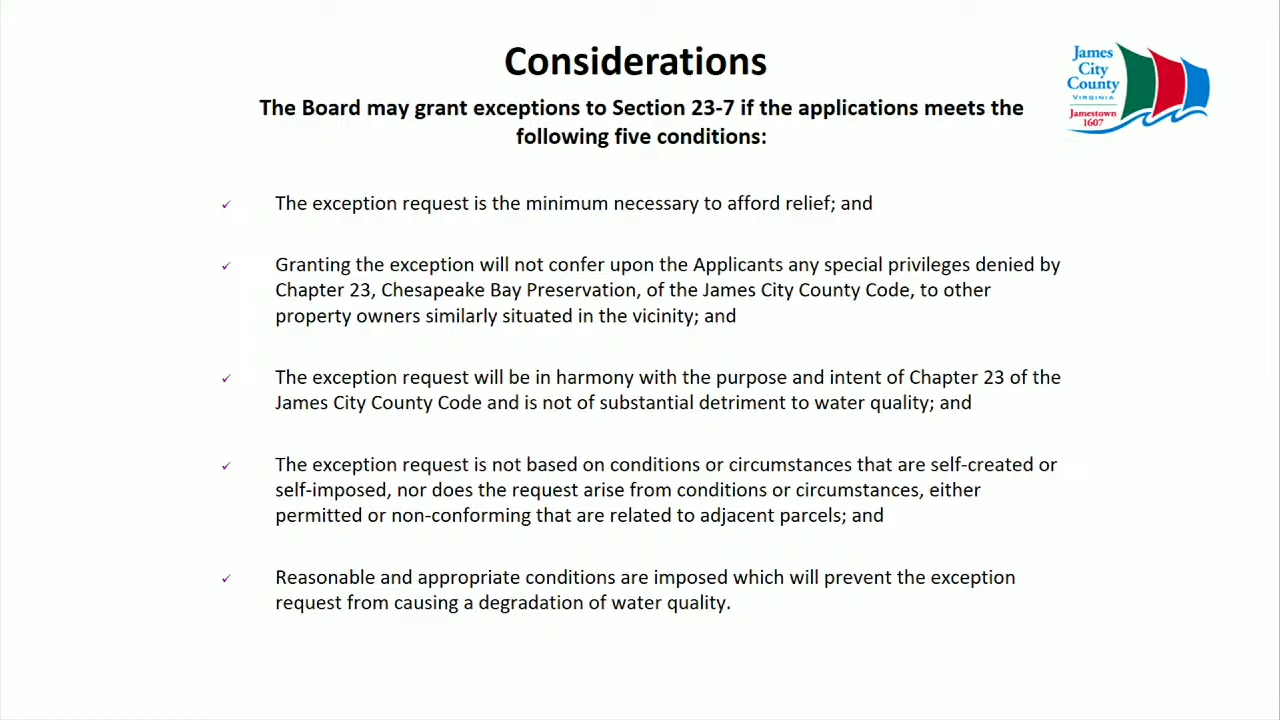 Considerations
The Board may grant exceptions to Section 23-7 if the applications meets the
following five conditions:
James
City
County
VIRGINIA
Jamestown
1607
✓ The exception request is the minimum necessary to afford relief; and
✓ Granting the exception will not confer upon the Applicants any special privileges denied by
Chapter 23, Chesapeake Bay Preservation, of the James City County Code, to other
property owners similarly situated in the vicinity; and
✓ The exception request will be in harmony with the purpose and intent of Chapter 23 of the
James City County Code and is not of substantial detriment to water quality; and
✓ The exception request is not based on conditions or circumstances that are self-created or
self-imposed, nor does the request arise from conditions or circumstances, either
permitted or non-conforming that are related to adjacent parcels; and
✓ Reasonable and appropriate conditions are imposed which will prevent the exception
request from causing a degradation of water quality.